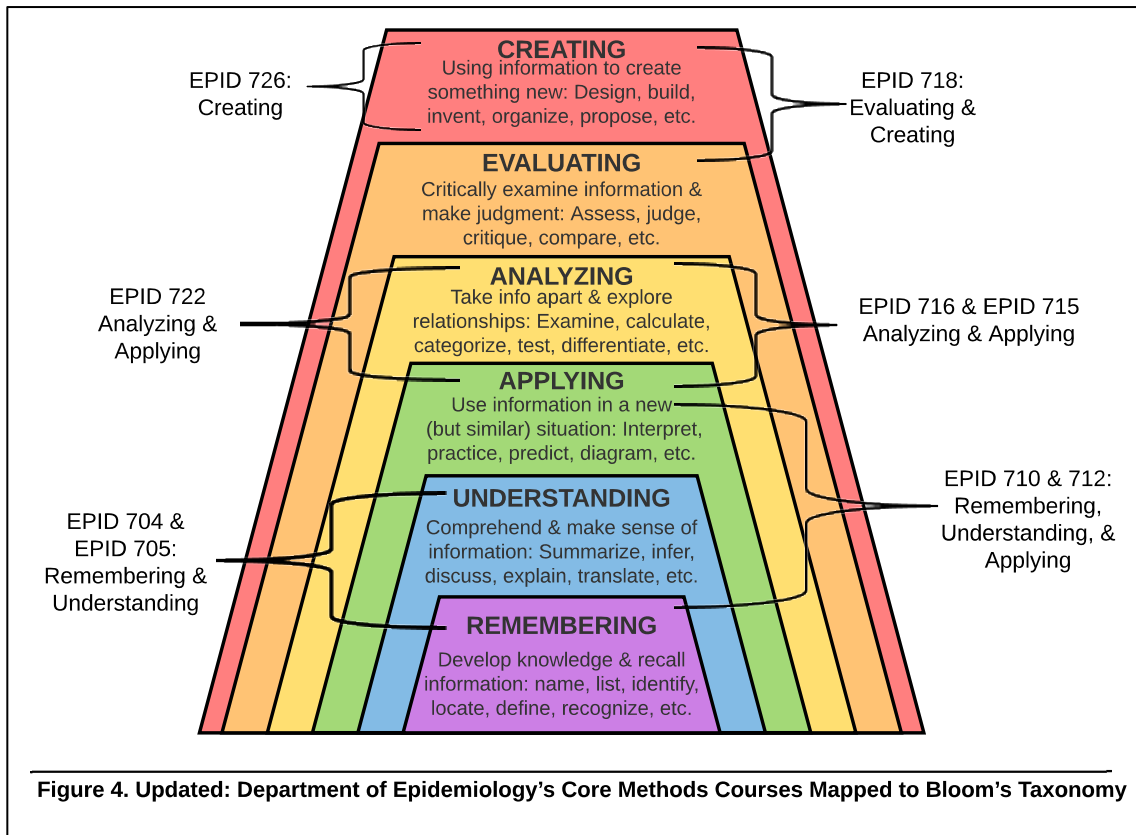 CREATING
Using information to create
something new: Design, build,
invent, organize, propose, etc.
EPID 726:
Creating
EPID 718:
Evaluating &
Creating
EVALUATING
Critically examine information &
make judgment: Assess, judge,
critique, compare, etc.
ANALYZING
Take info apart & explore
relationships: Examine, calculate,
categorize, test, differentiate, etc.
EPID 722
Analyzing &
Applying
EPID 716 & EPID 715
Analyzing & Applying
APPLYING
Use information in a new
(but similar) situation: Interpret,
practice, predict, diagram, etc.
EPID 710 & 712:
Remembering,
Understanding, &
Applying
UNDERSTANDING
Comprehend & make sense of
information: Summarize, infer,
discuss, explain, translate, etc.
EPID 704 &
EPID 705:
Remembering &
Understanding
REMEMBERING
Develop knowledge & recall
information: name, list, identify,
locate, define, recognize, etc.
Figure 4. Updated: Department of Epidemiology's Core Methods Courses Mapped to Bloom's Taxonomy